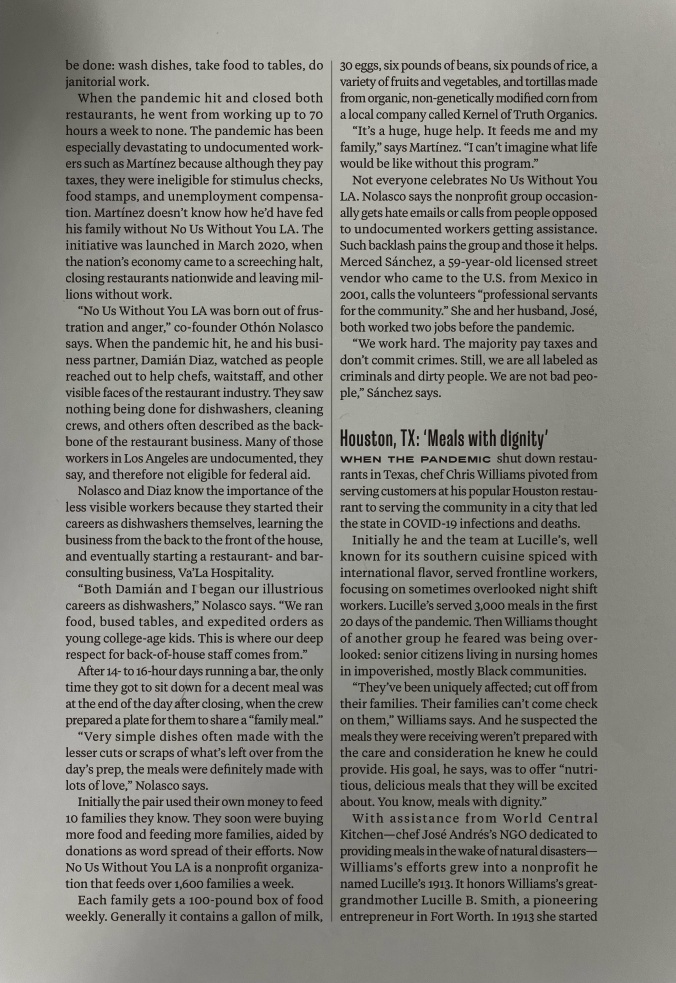 be done: wash dishes, take food to tables, do
janitorial work.
When the pandemic hit and closed both
restaurants, he went from working up to 70
hours a week to none. The pandemic has been
especially devastating to undocumented work-
ers such as Martínez because although they pay
taxes, they were ineligible for stimulus checks,
food stamps, and unemployment compensa-
tion. Martínez doesn't know how he'd have fed
his family without No Us Without You LA. The
initiative was launched in March 2020, when
the nation's economy came to a screeching halt,
closing restaurants nationwide and leaving mil-
lions without work.
"No Us Without You LA was born out of frus-
tration and anger," co-founder Othón Nolasco
says. When the pandemic hit, he and his busi-
ness partner, Damián Diaz, watched as people
reached out to help chefs, waitstaff, and other
visible faces of the restaurant industry. They saw
nothing being done for dishwashers, cleaning
crews, and others often described as the back-
bone of the restaurant business. Many of those
workers in Los Angeles are undocumented, they
say, and therefore not eligible for federal aid.
Nolasco and Diaz know the importance of the
less visible workers because they started their
careers as dishwashers themselves, learning the
business from the back to the front of the house,
and eventually starting a restaurant- and bar-
consulting business, Va'La Hospitality.
"Both Damián and I began our illustrious
careers as dishwashers," Nolasco says. "We ran
food, bused tables, and expedited orders as
young college-age kids. This is where our deep
respect for back-of-house staff comes from."
After 14- to 16-hour days running a bar, the only
time they got to sit down for a decent meal was
at the end of the day after closing, when the crew
prepared a plate for them to share a "family meal."
"Very simple dishes often made with the
lesser cuts or scraps of what's left over from the
day's prep, the meals were definitely made with
lots of love," Nolasco says.
Initially the pair used their own money to feed
10 families they know. They soon were buying
more food and feeding more families, aided by
donations as word spread of their efforts. Now
No Us Without You LA is a nonprofit organiza-
tion that feeds over 1,600 families a week.
Each family gets a 100-pound box of food
weekly. Generally it contains a gallon of milk,
30 eggs, six pounds of beans, six pounds of rice, a
variety of fruits and vegetables, and tortillas made
from organic, non-genetically modified corn from
a local company called Kernel of Truth Organics.
"It's a huge, huge help. It feeds me and my
family," says Martínez. "I can't imagine what life
would be like without this program."
Not everyone celebrates No Us Without You
LA. Nolasco says the nonprofit group occasion-
ally gets hate emails or calls from people opposed
to undocumented workers getting assistance.
Such backlash pains the group and those it helps.
Merced Sánchez, a 59-year-old licensed street
vendor who came to the U.S. from Mexico in
2001, calls the volunteers "professional servants
for the community." She and her husband, José,
both worked two jobs before the pandemic.
"We work hard. The majority pay taxes and
don't commit crimes. Still, we are all labeled as
criminals and dirty people. We are not bad peo-
ple," Sánchez says.
Houston, TX: 'Meals with dignity'
WHEN THE PANDEMIC shut down restau-
rants in Texas, chef Chris Williams pivoted from
serving customers at his popular Houston restau-
rant to serving the community in a city that led
the state in COVID-19 infections and deaths.
Initially he and the team at Lucille's, well
known for its southern cuisine spiced with
international flavor, served frontline workers,
focusing on sometimes overlooked night shift
workers. Lucille's served 3,000 meals in the first
20 days of the pandemic. Then Williams thought
of another group he feared was being over-
looked: senior citizens living in nursing homes
in impoverished, mostly Black communities.
"They've been uniquely affected; cut off from
their families. Their families can't come check
on them," Williams says. And he suspected the
meals they were receiving weren't prepared with
the care and consideration he knew he could
provide. His goal, he says, was to offer "nutri-
tious, delicious meals that they will be excited
about. You know, meals with dignity."
With assistance from World Central
Kitchen—chef José Andrés's NGO dedicated to
providing meals in the wake of natural disasters—
Williams's efforts grew into a nonprofit he
named Lucille's 1913. It honors Williams's great-
grandmother Lucille B. Smith, a pioneering
entrepreneur in Fort Worth. In 1913 she started